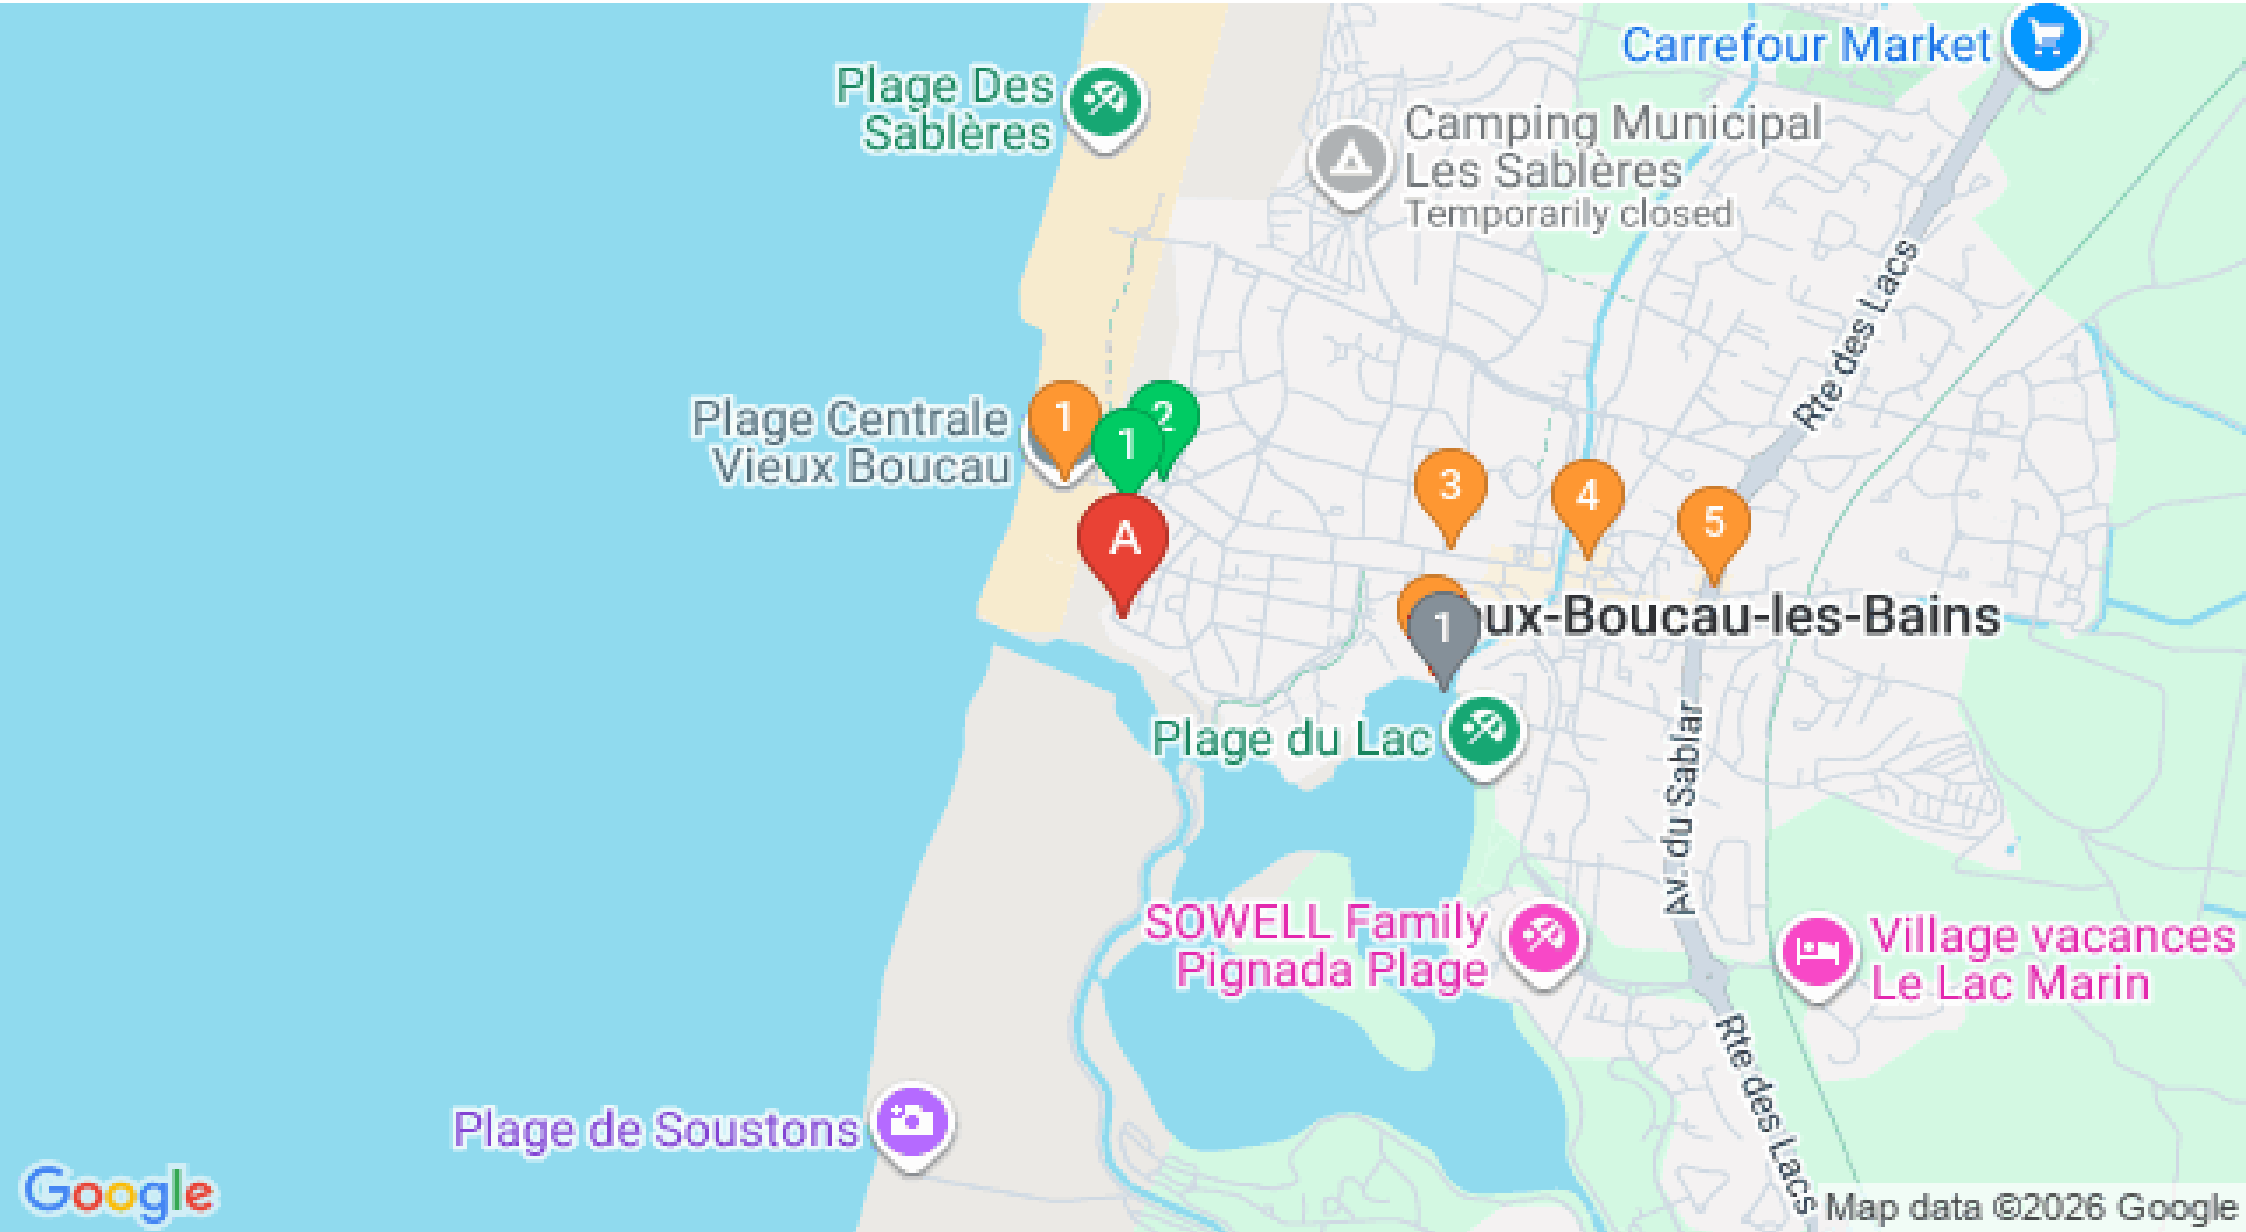 Carrefour Market
Plage Des
Sablères
Camping Municipal
Les Sablères
Temporarily closed
Rte des Lacs
Plage Centrale
Vieux Boucau
1
2
1
3
4
5
A
1
ux-Boucau-les-Bains
Plage du Lac
Av. du Sablar
SOWELL Family
Pignada Plage
Village vacances
Le Lac Marin
Rte des Lacs
Plage de Soustons
Google
Map data ©2026 Google